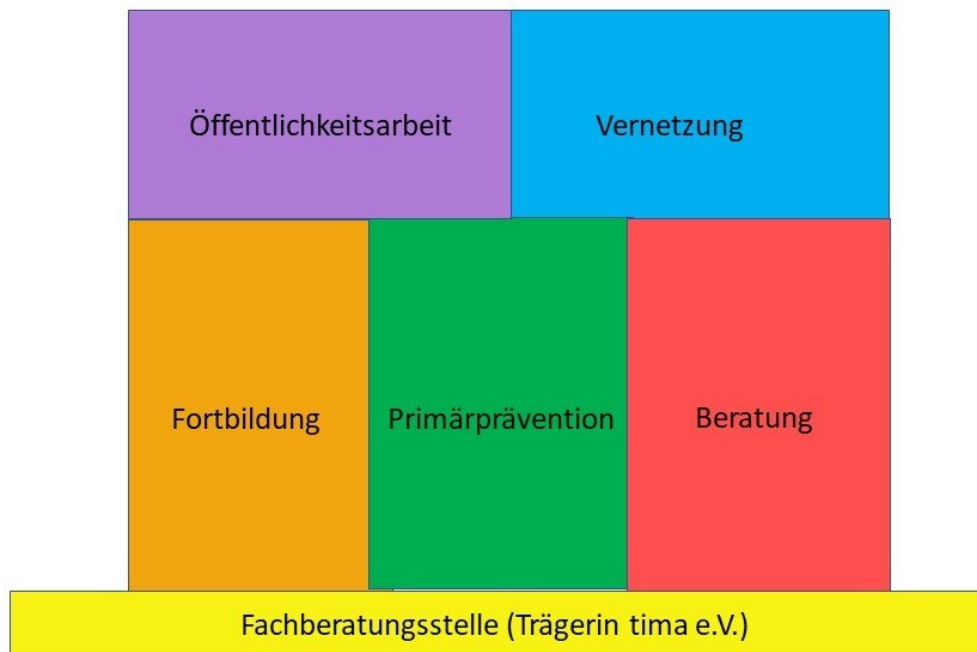 Öffentlichkeitsarbeit
Vernetzung
Fortbildung
Primärprävention
Beratung
Fachberatungsstelle (Trägerin tima e.V.)